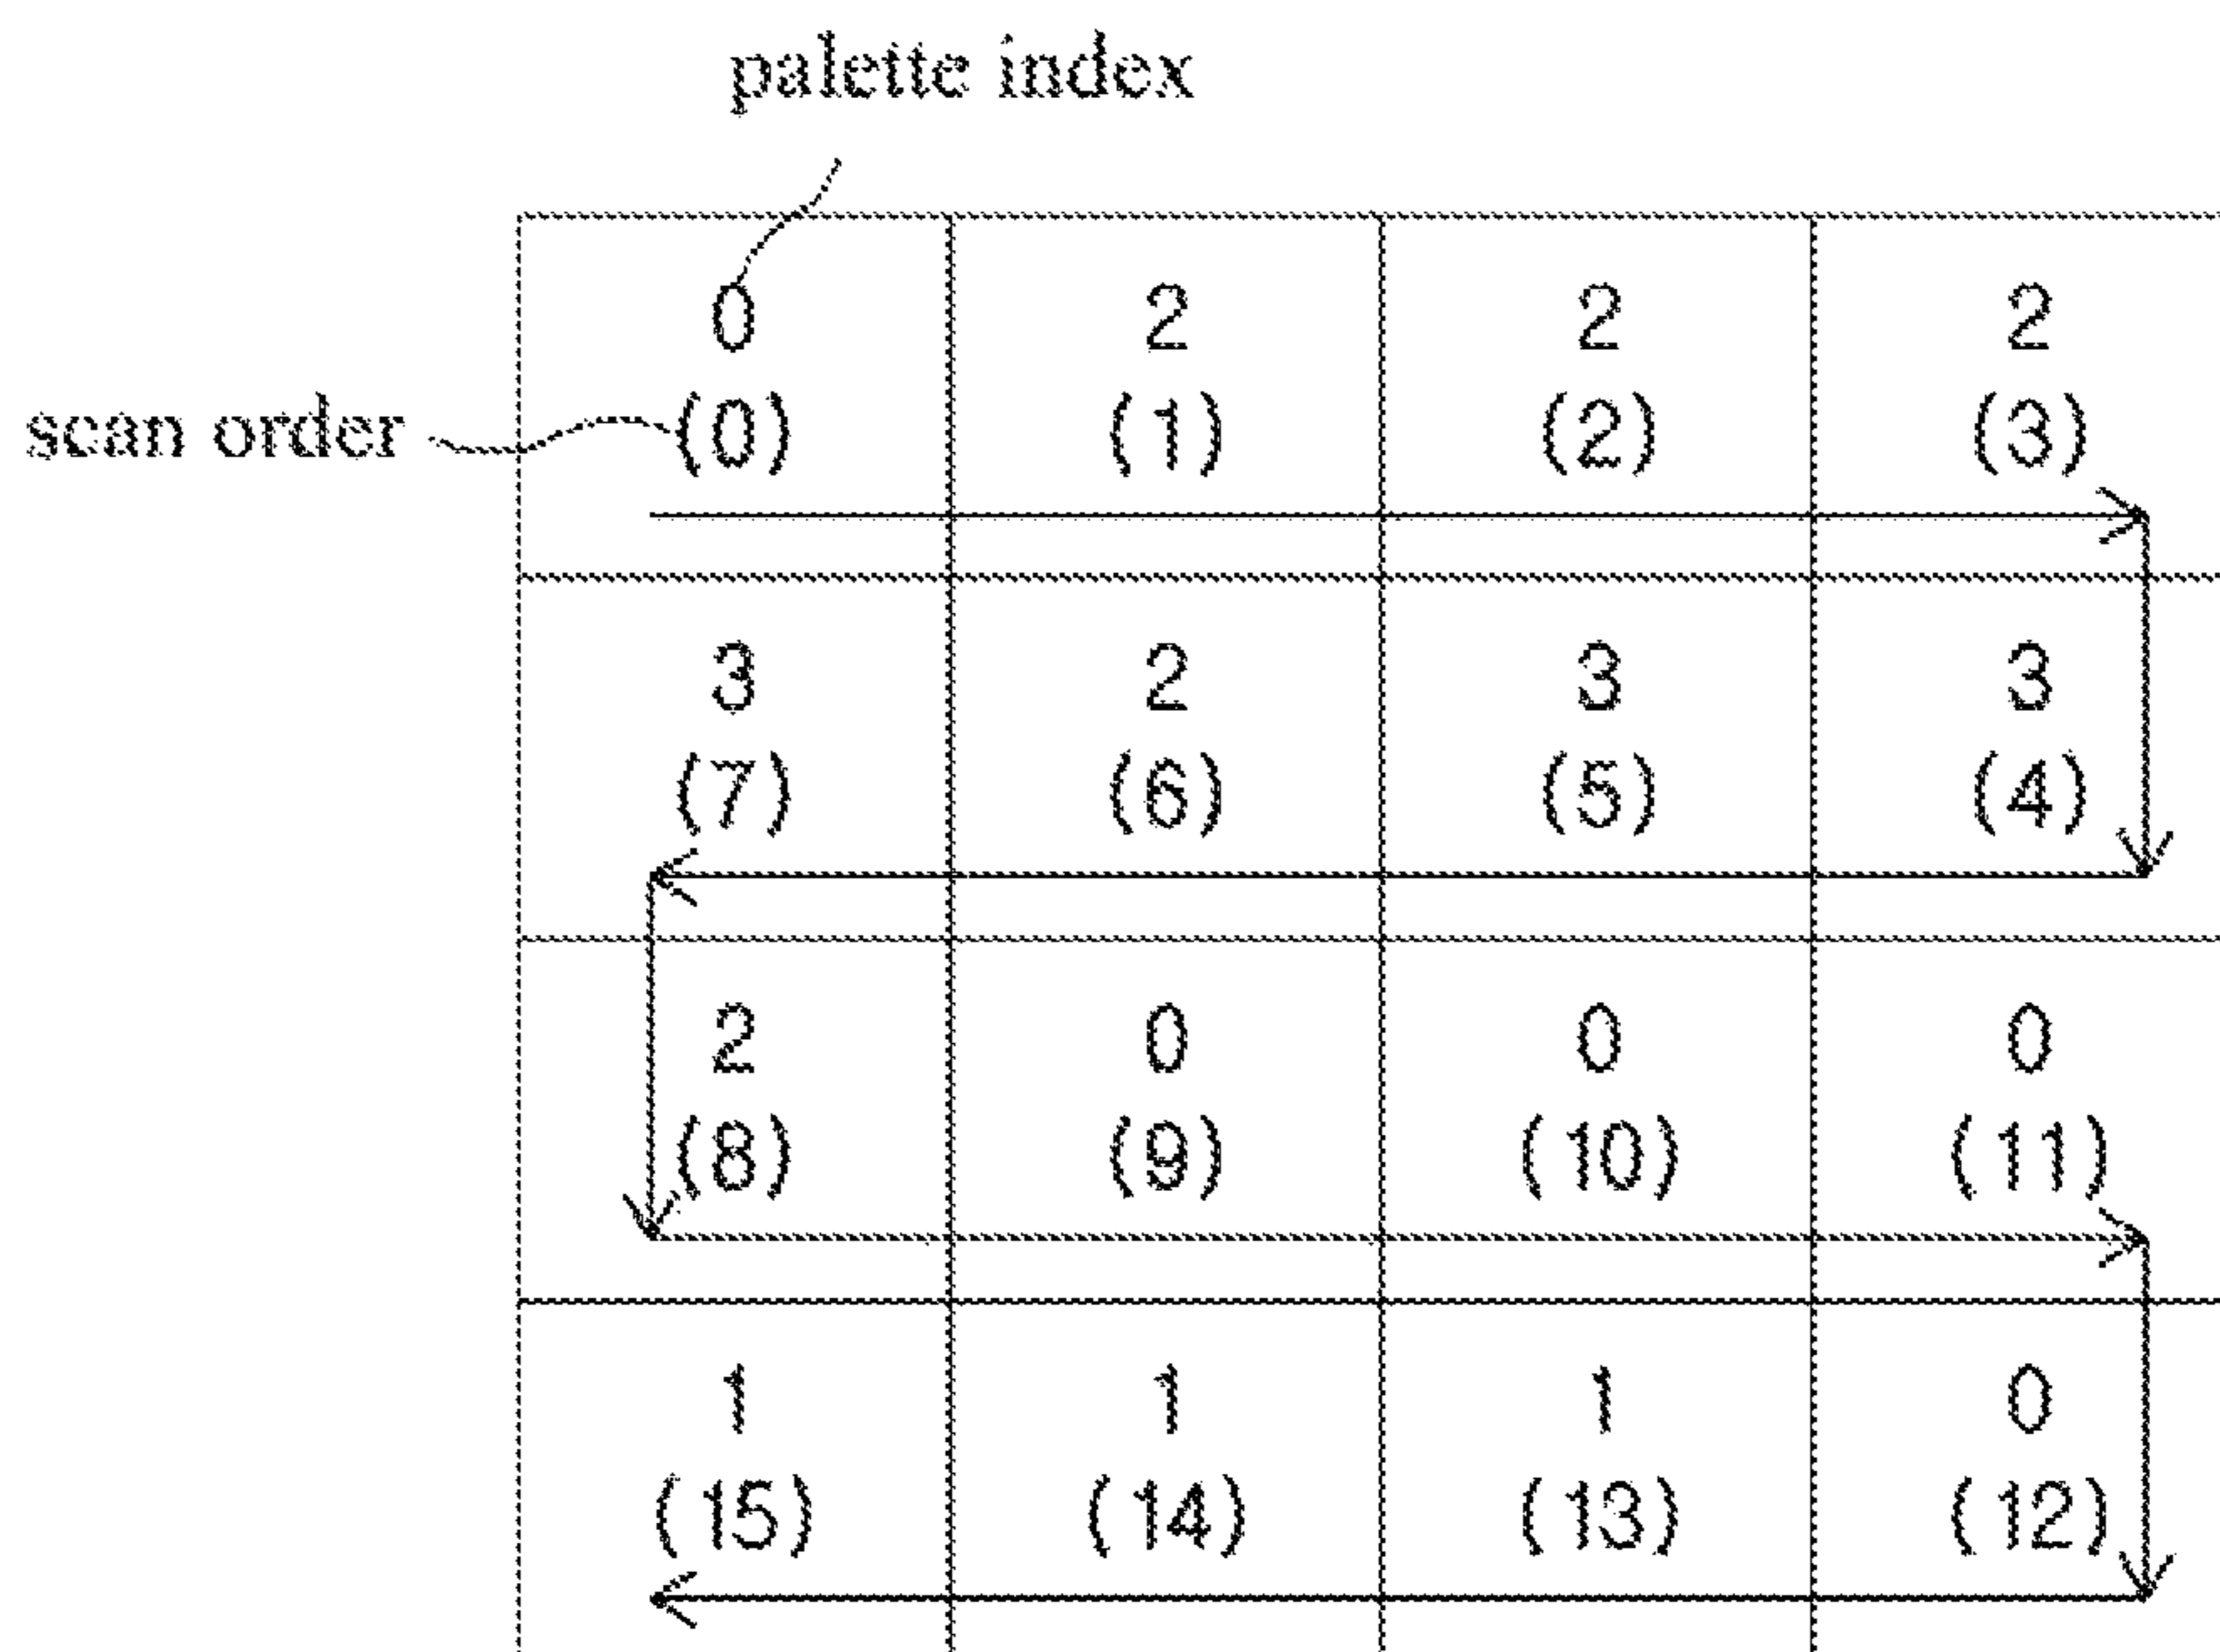 palette index
0 2 2 2
scan order (0) (1) (2) (3)
3 2 3 3
(7) (6) (5) (4)
2 0 0 0
(8) (9) (10) (11)
1 1 1 0
(15) (14) (13) (12)